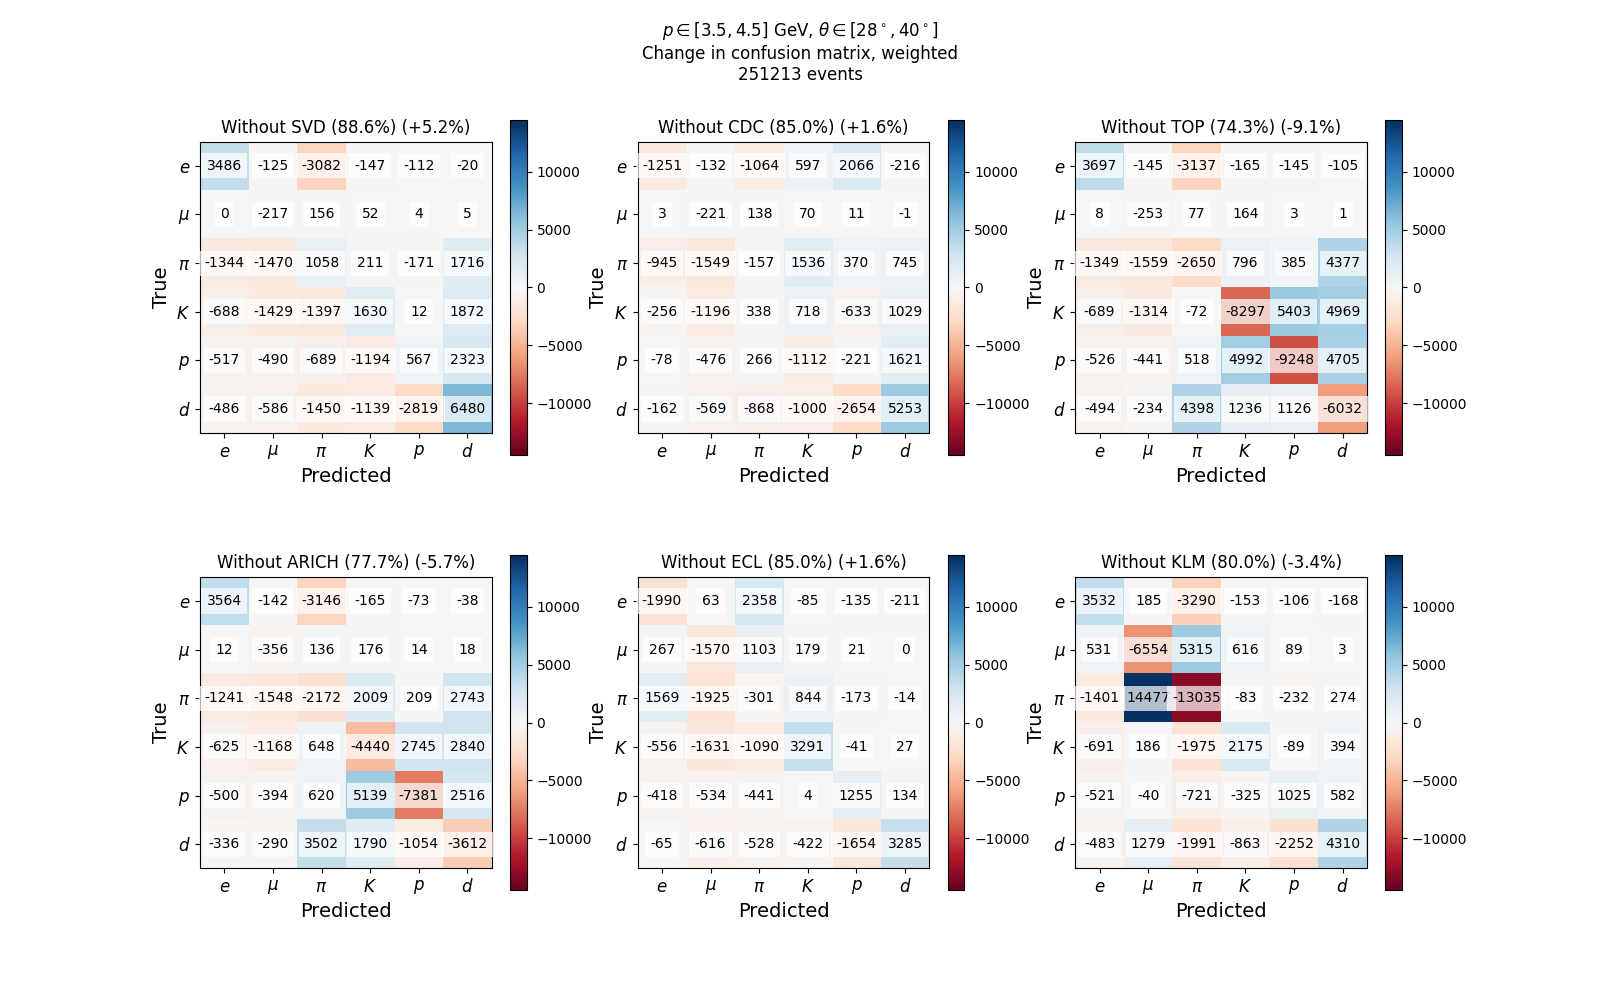 p ∈ [3.5, 4.5] GeV, θ ∈ [28°, 40°]
Change in confusion matrix, weighted
251213 events
Without SVD (88.6%) (+5.2%)
True
e 3486 -125 -3082 -147 -112 -20
μ 0 -217 156 52 4 5
π -1344 -1470 1058 211 -171 1716
K -688 -1429 -1397 1630 12 1872
p -517 -490 -689 -1194 567 2323
d -486 -586 -1450 -1139 -2819 6480
e μ π K p d
Predicted
10000
5000
0
−5000
−10000
Without CDC (85.0%) (+1.6%)
True
e -1251 -132 -1064 597 2066 -216
μ 3 -221 138 70 11 -1
π -945 -1549 -157 1536 370 745
K -256 -1196 338 718 -633 1029
p -78 -476 266 -1112 -221 1621
d -162 -569 -868 -1000 -2654 5253
e μ π K p d
Predicted
10000
5000
0
−5000
−10000
Without TOP (74.3%) (-9.1%)
True
e 3697 -145 -3137 -165 -145 -105
μ 8 -253 77 164 3 1
π -1349 -1559 -2650 796 385 4377
K -689 -1314 -72 -8297 5403 4969
p -526 -441 518 4992 -9248 4705
d -494 -234 4398 1236 1126 -6032
e μ π K p d
Predicted
10000
5000
0
−5000
−10000
Without ARICH (77.7%) (-5.7%)
True
e 3564 -142 -3146 -165 -73 -38
μ 12 -356 136 176 14 18
π -1241 -1548 -2172 2009 209 2743
K -625 -1168 648 -4440 2745 2840
p -500 -394 620 5139 -7381 2516
d -336 -290 3502 1790 -1054 -3612
e μ π K p d
Predicted
10000
5000
0
−5000
−10000
Without ECL (85.0%) (+1.6%)
True
e -1990 63 2358 -85 -135 -211
μ 267 -1570 1103 179 21 0
π 1569 -1925 -301 844 -173 -14
K -556 -1631 -1090 3291 -41 27
p -418 -534 -441 4 1255 134
d -65 -616 -528 -422 -1654 3285
e μ π K p d
Predicted
10000
5000
0
−5000
−10000
Without KLM (80.0%) (-3.4%)
True
e 3532 185 -3290 -153 -106 -168
μ 531 -6554 5315 616 89 3
π -1401 14477 -13035 -83 -232 274
K -691 186 -1975 2175 -89 394
p -521 -40 -721 -325 1025 582
d -483 1279 -1991 -863 -2252 4310
e μ π K p d
Predicted
10000
5000
0
−5000
−10000